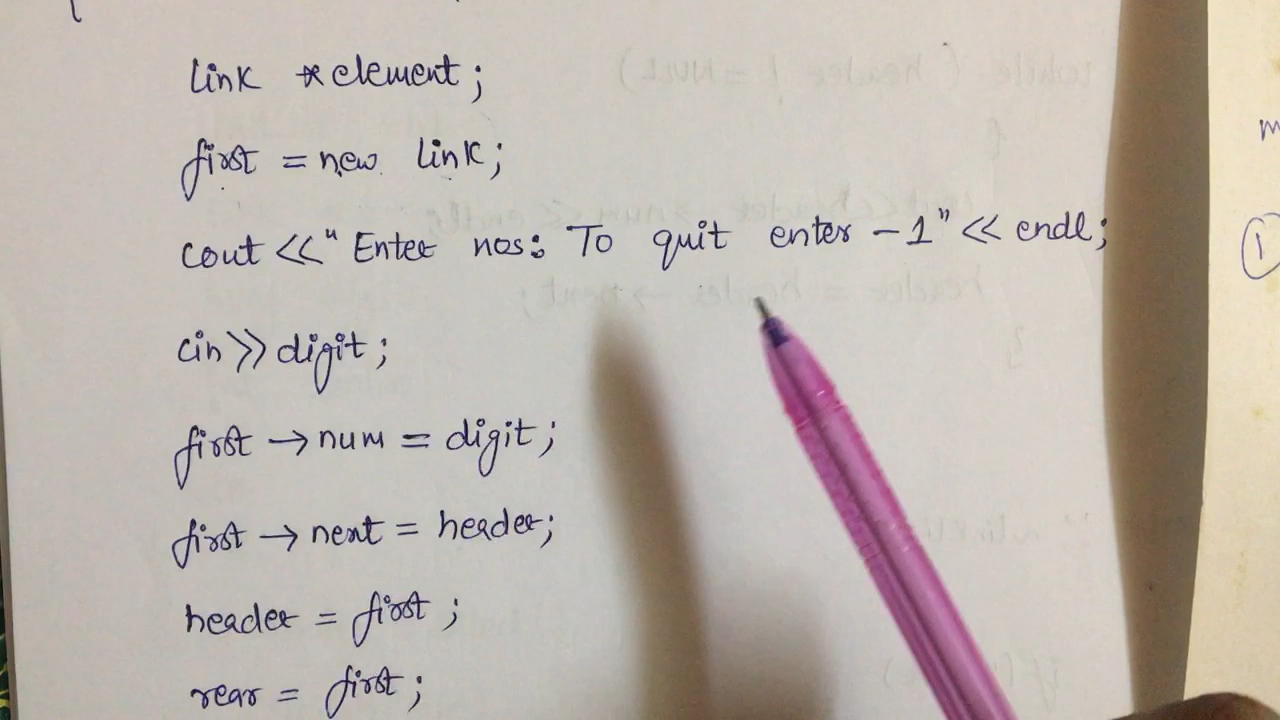 {
link *element;
first = new link;
cout <<"Enter nos: To quit enter -1"<< endl;
cin>>digit;
first → num = digit;
first → next = header;
header = first;
rear = first;
m
1